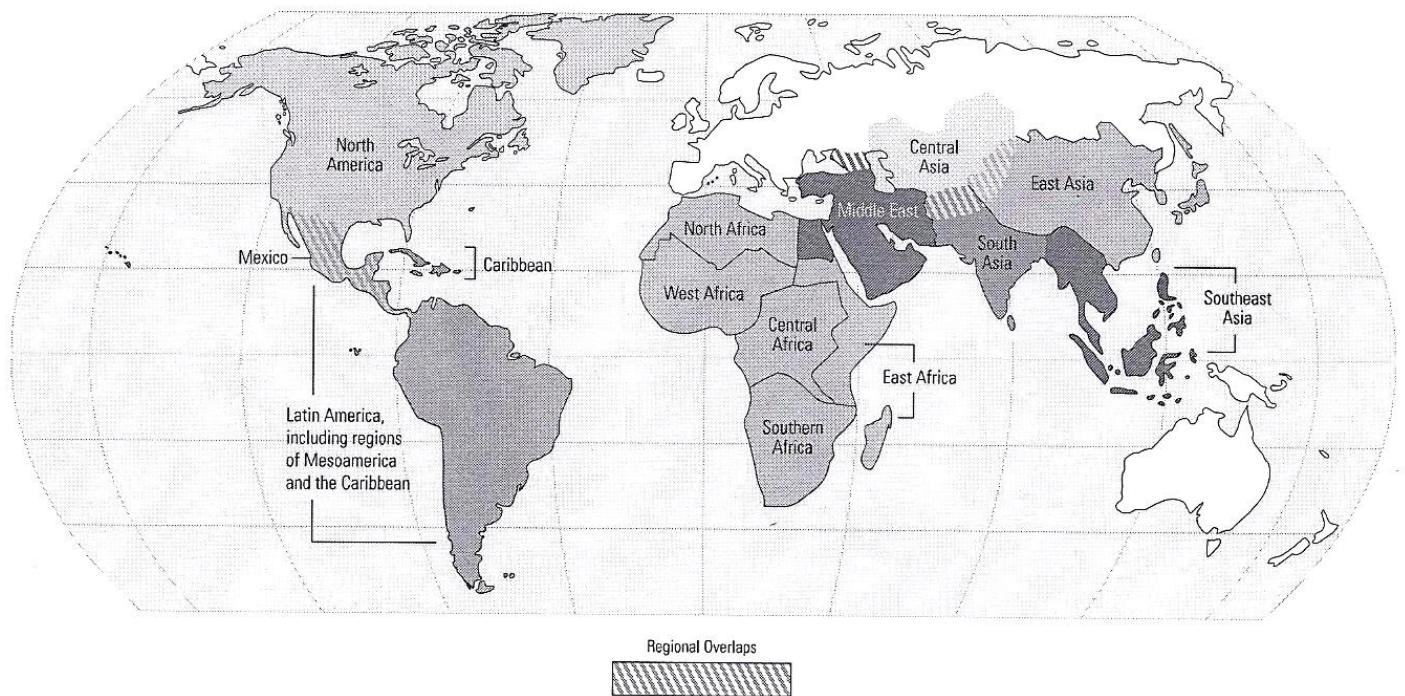 North
America
Mexico
Caribbean
Latin America,
including regions
of Mesoamerica
and the Caribbean
North Africa
West Africa
Central
Africa
East Africa
Southern
Africa
Middle East
Central
Asia
East Asia
South
Asia
Southeast
Asia
Regional Overlaps